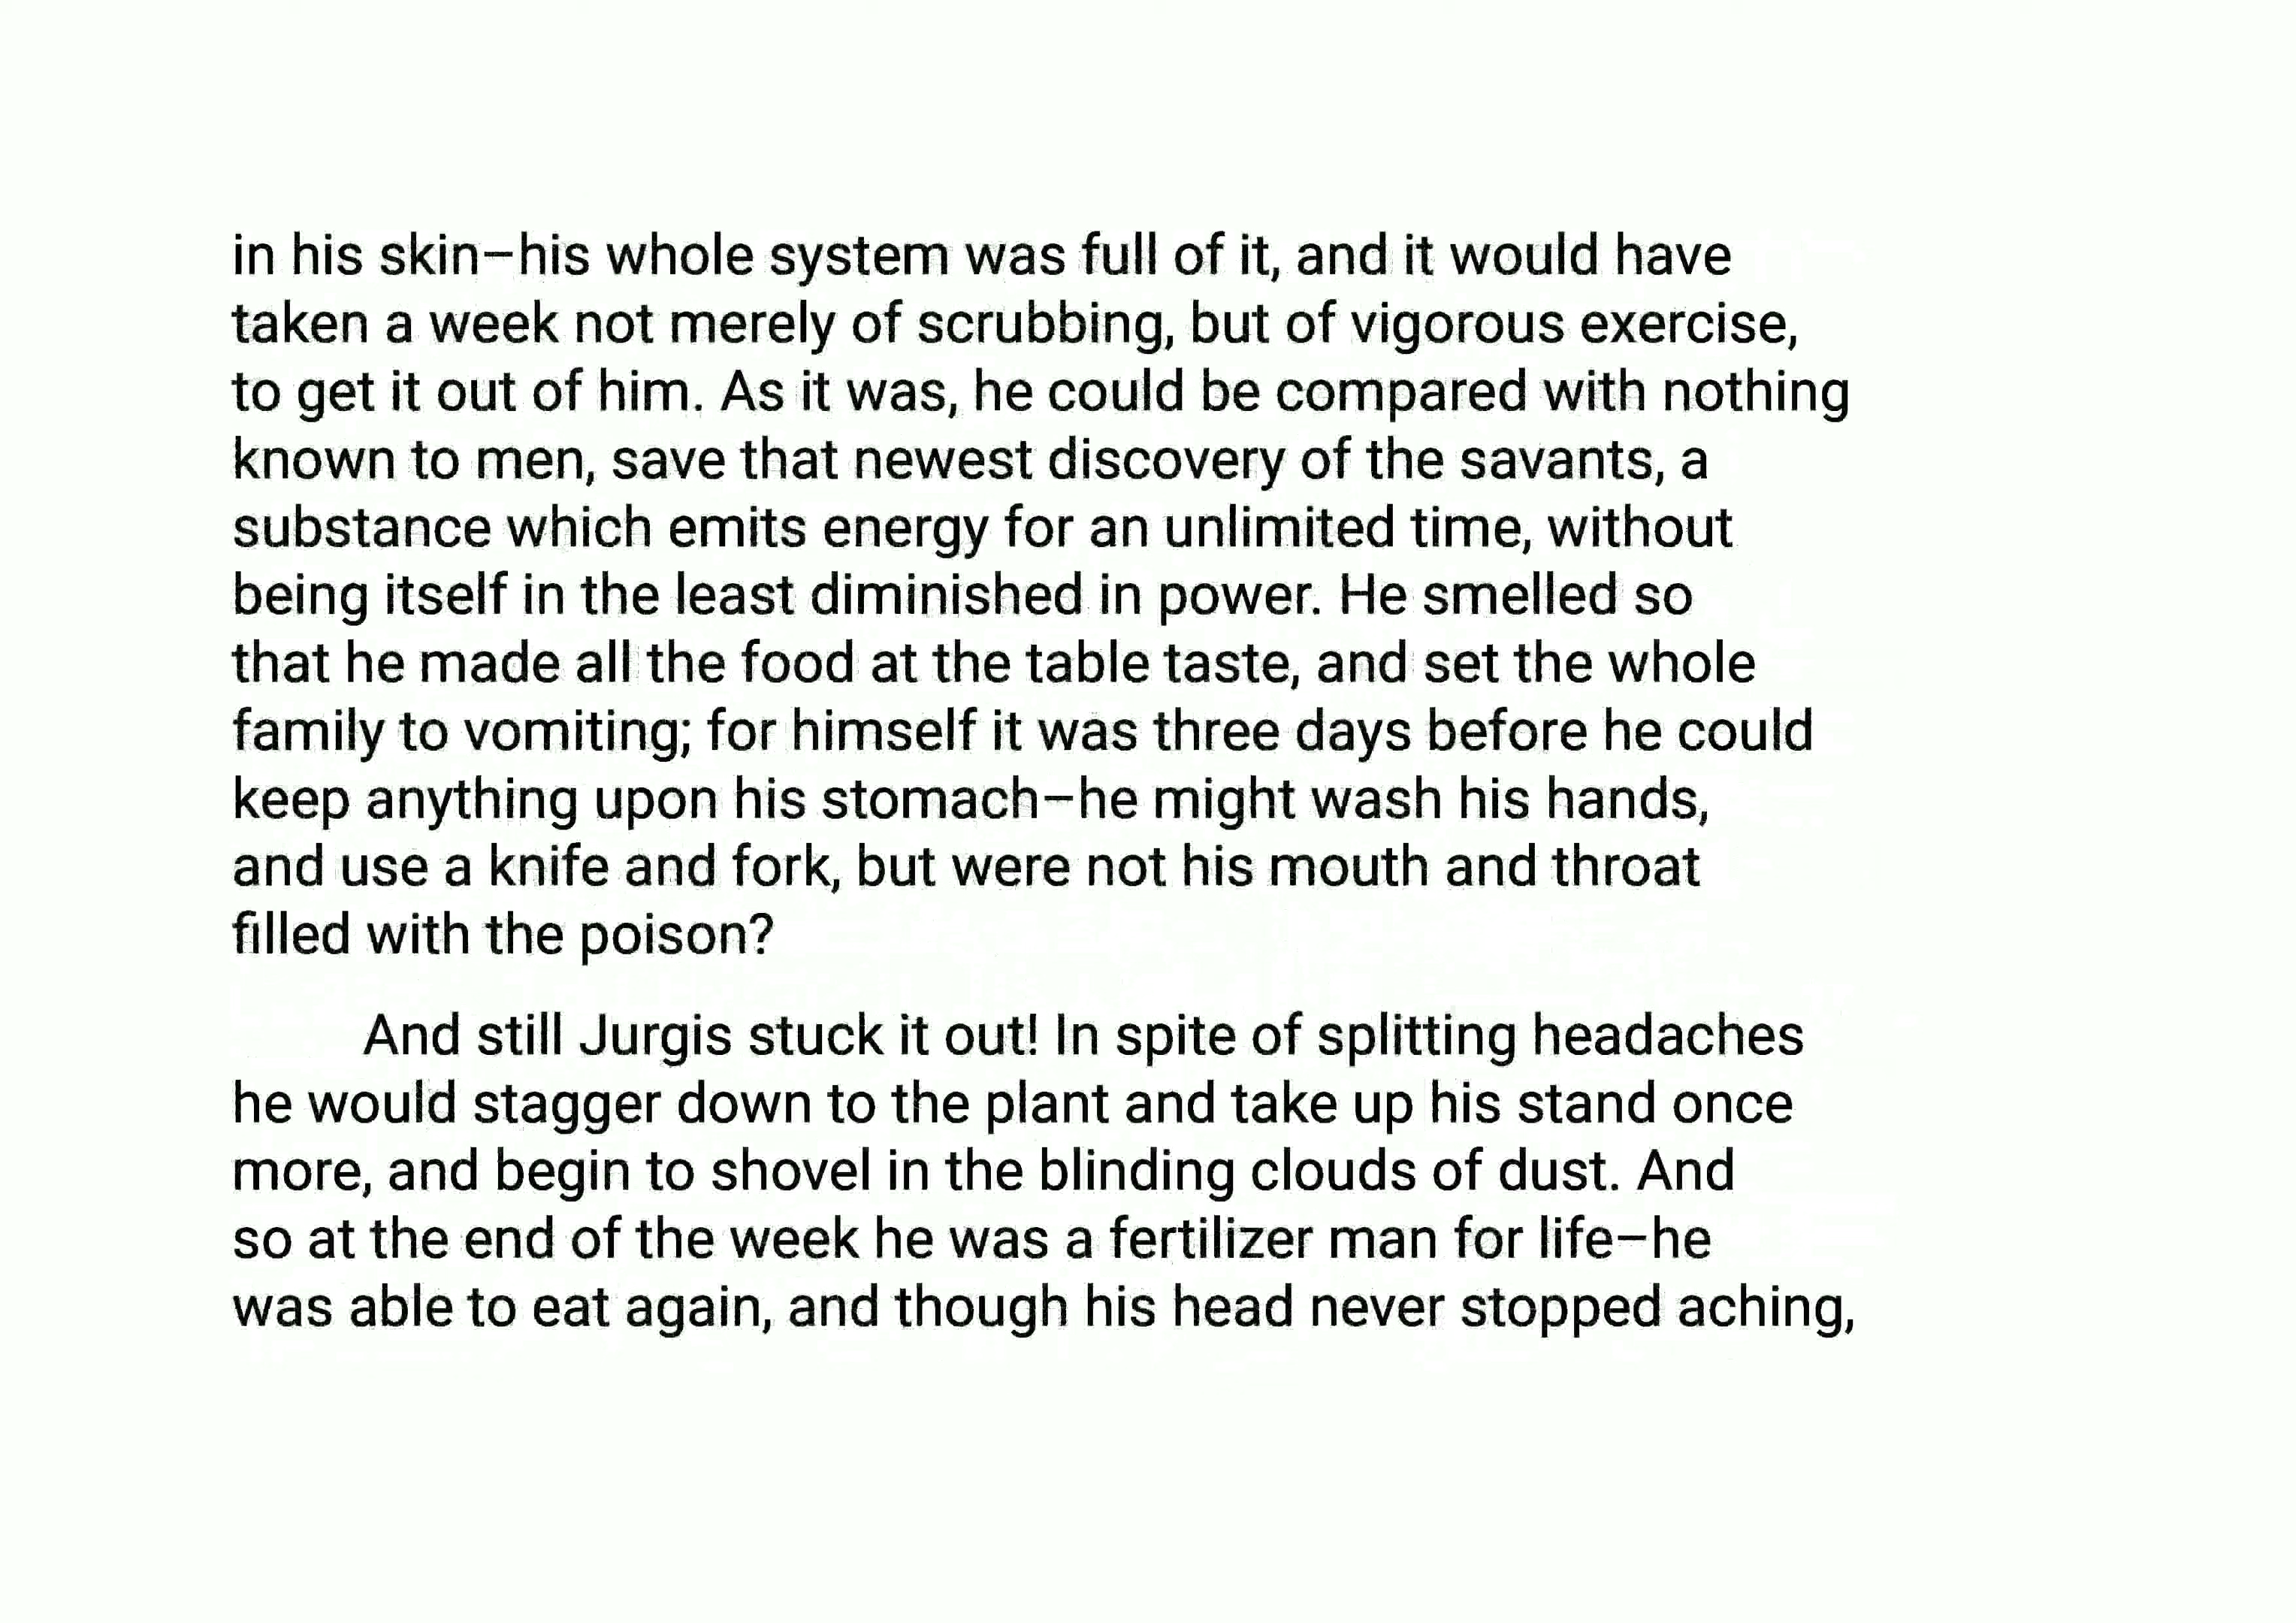 in his skin–his whole system was full of it, and it would have
taken a week not merely of scrubbing, but of vigorous exercise,
to get it out of him. As it was, he could be compared with nothing
known to men, save that newest discovery of the savants, a
substance which emits energy for an unlimited time, without
being itself in the least diminished in power. He smelled so
that he made all the food at the table taste, and set the whole
family to vomiting; for himself it was three days before he could
keep anything upon his stomach–he might wash his hands,
and use a knife and fork, but were not his mouth and throat
filled with the poison?
And still Jurgis stuck it out! In spite of splitting headaches
he would stagger down to the plant and take up his stand once
more, and begin to shovel in the blinding clouds of dust. And
so at the end of the week he was a fertilizer man for life–he
was able to eat again, and though his head never stopped aching,